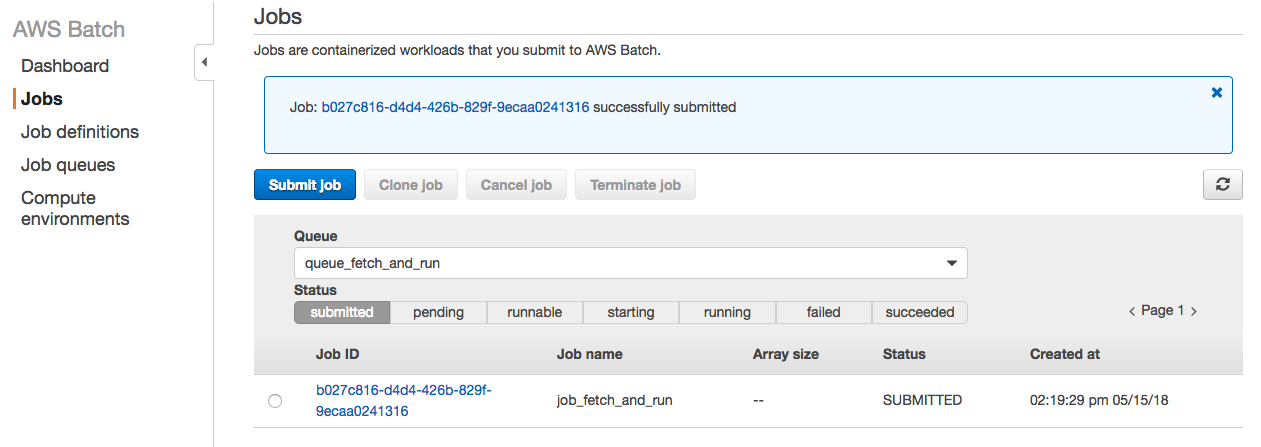 AWS Batch
Dashboard
Jobs
Job definitions
Job queues
Compute
environments
Jobs
Jobs are containerized workloads that you submit to AWS Batch.
Job: b027c816-d4d4-426b-829f-9ecaa0241316 successfully submitted
Submit job Clone job Cancel job Terminate job
Queue
queue_fetch_and_run
Status
submitted pending runnable starting running failed succeeded
Page 1
Job ID Job name Array size Status Created at
b027c816-d4d4-426b-829f-
9ecaa0241316
job_fetch_and_run -- SUBMITTED 02:19:29 pm 05/15/18